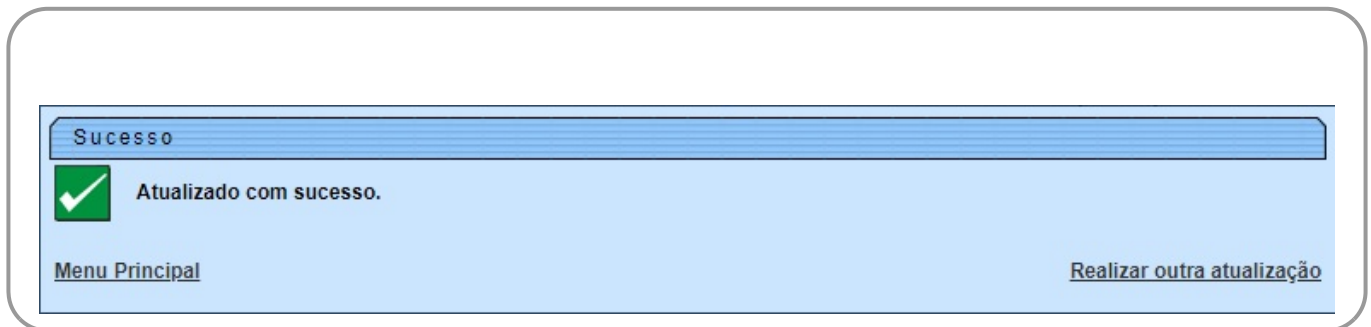 Sucesso
Atualizado com sucesso.
Menu Principal
Realizar outra atualização